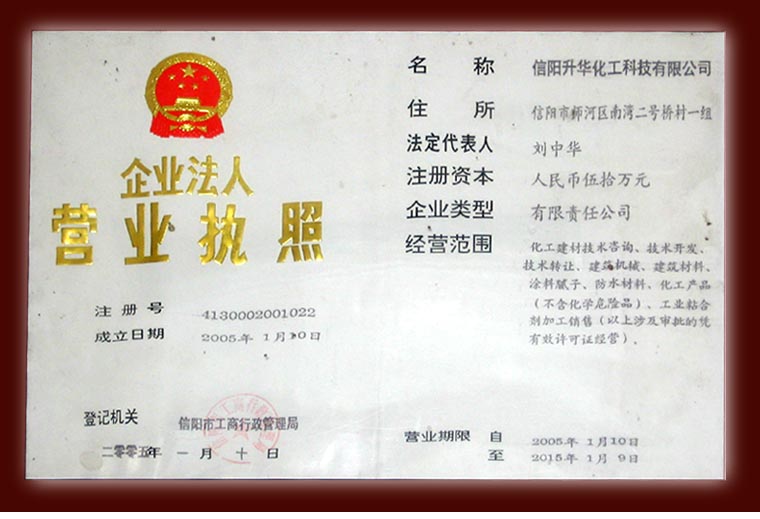 企业法人
营业执照
注册号 4130002001022
成立日期 2005年 1月10日
登记机关 信阳市工商行政管理局
二零零五年 一月 十日
名称 信阳升华化工科技有限公司
住所 信阳市浉河区南湾二号桥村一组
法定代表人 刘中华
注册资本 人民币伍拾万元
企业类型 有限责任公司
经营范围 化工建材技术咨询、技术开发、
技术转让、建筑机械、建筑材料、
涂料腻子、防水材料、化工产品
(不含化学危险品)、工业粘合
剂加工销售(以上涉及审批的凭
有效许可证经营)。
营业期限 自 2005年 1月10日
至 2015年 1月 9日